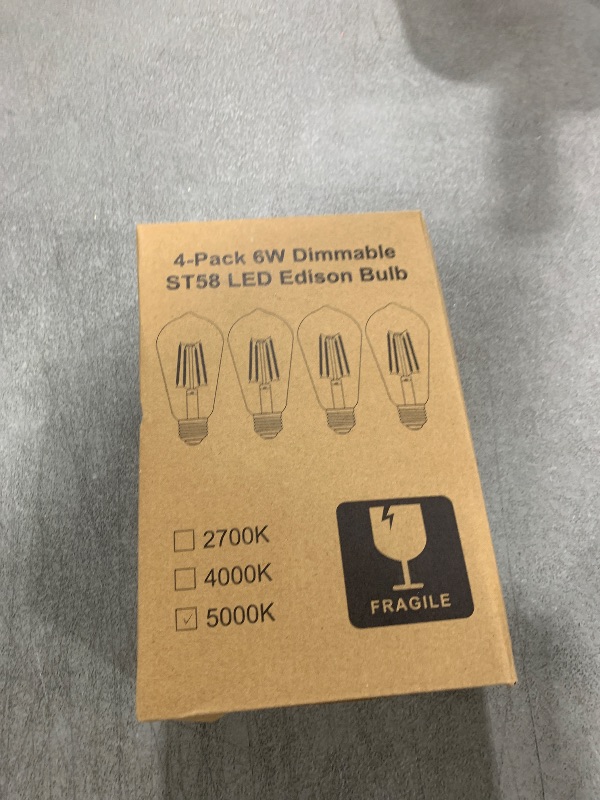 4-Pack 6W Dimmable
ST58 LED Edison Bulb
2700K
4000K
5000K
FRAGILE